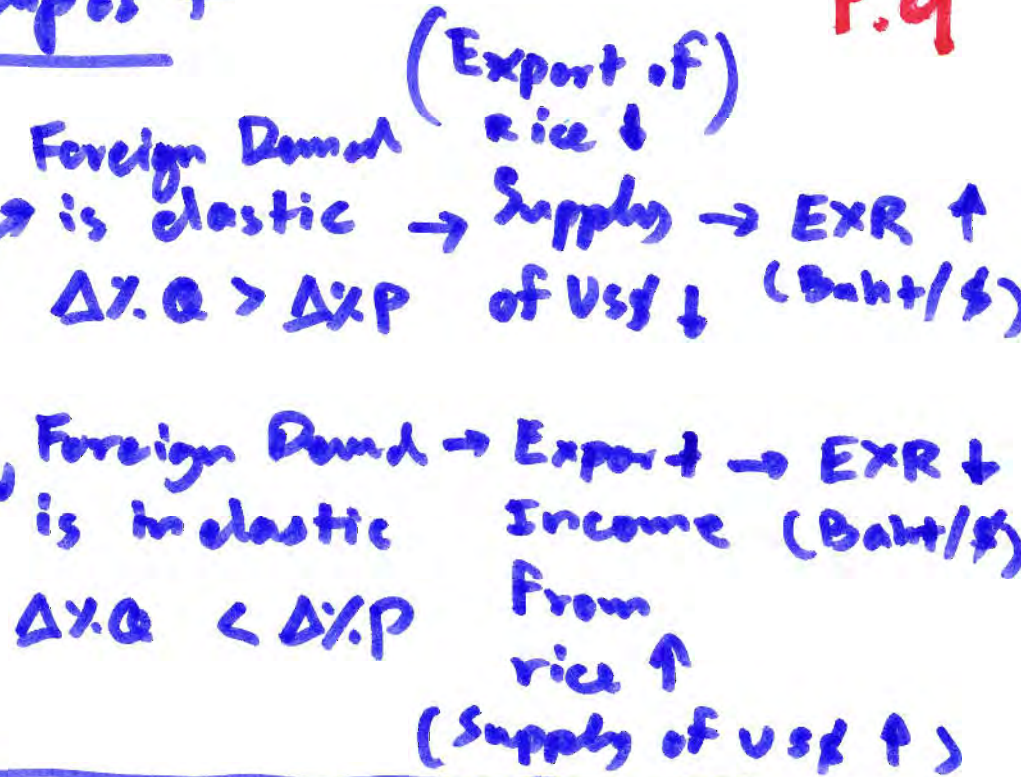 P.9
(Export of)
Rice ↓
Foreign Demand
→ is elastic → Supply → EXR ↑
Δ%Q > Δ%P of US$ ↓ (Baht/$)
Foreign Demand → Export → EXR ↓
is inelastic Income (Baht/$)
Δ%Q < Δ%P From
rice ↑
(Supply of US$ ↑)